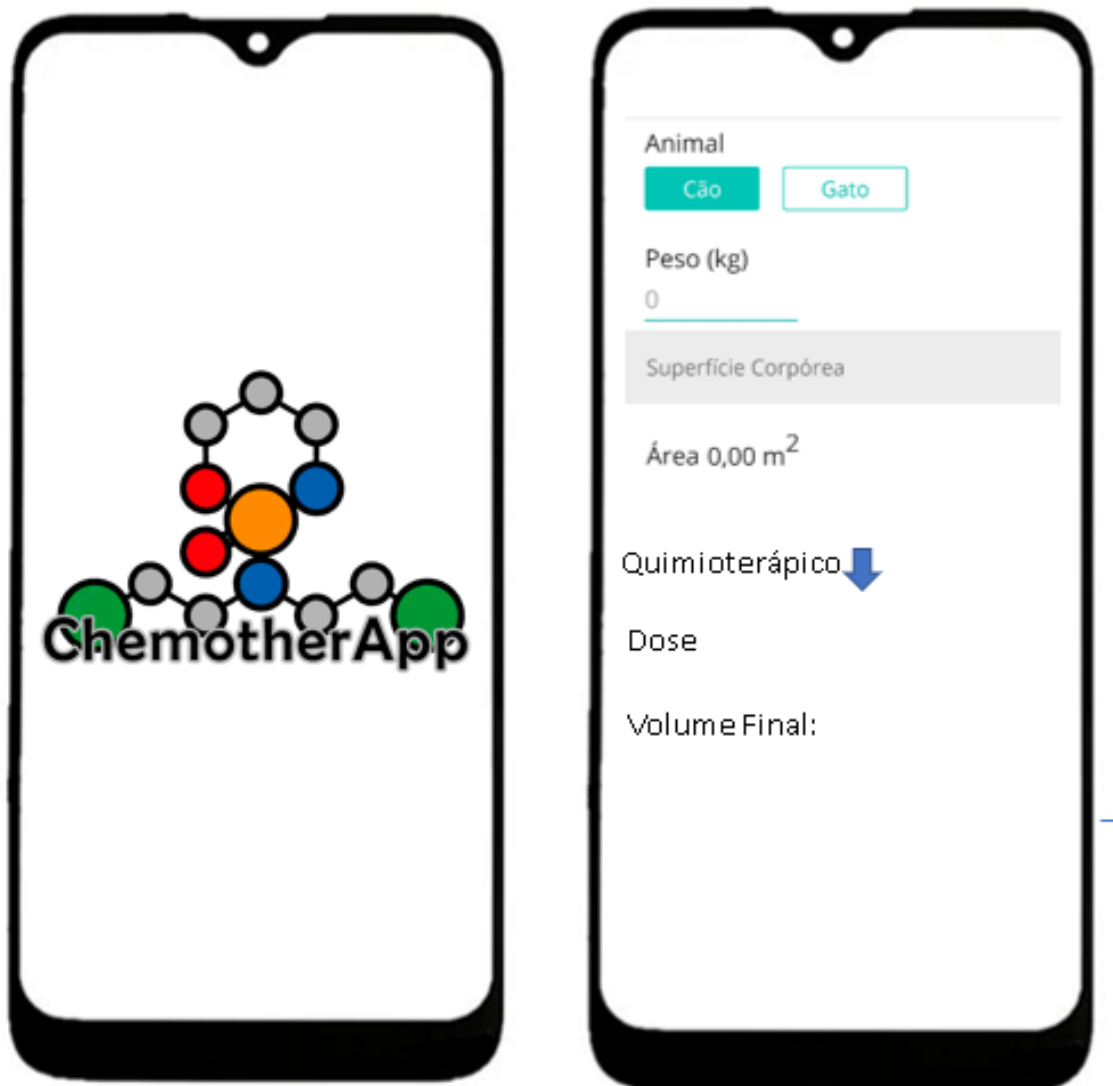 ChemotherApp
Animal
Cão Gato
Peso (kg)
0
Superfície Corpórea
Área 0,00 m²
Quimioterápico
Dose
Volume Final: